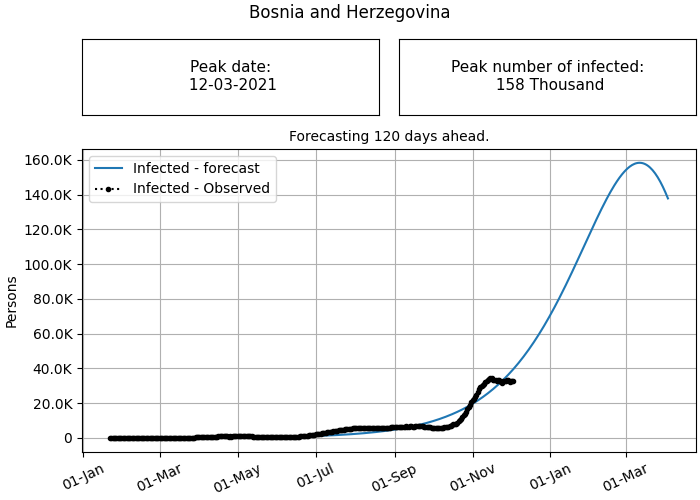 Bosnia and Herzegovina
Peak date:
12-03-2021
Peak number of infected:
158 Thousand
Forecasting 120 days ahead.
Infected - forecast
Infected - Observed
160.0K
140.0K
120.0K
100.0K
80.0K
60.0K
40.0K
20.0K
0
Persons
01-Jan
01-Mar
01-May
01-Jul
01-Sep
01-Nov
01-Jan
01-Mar